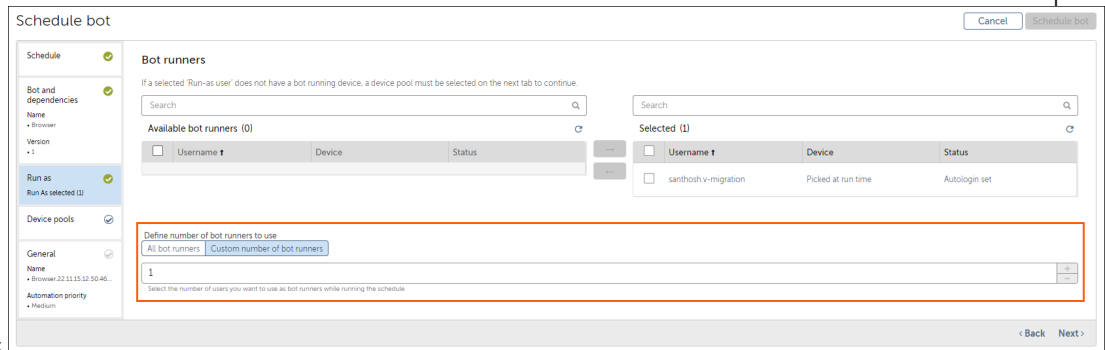 Schedule bot
Cancel
Schedule bot
Schedule
Bot and
dependencies
Name
• Browser
Version
• 1
Run as
Run As selected (1)
Device pools
General
Name
• Browser.22.11.15.12.50.46...
Automation priority
• Medium
Bot runners
If a selected 'Run-as user' does not have a bot running device, a device pool must be selected on the next tab to continue.
Search
Available bot runners (0)
Username Device Status
Search
Selected (1)
Username Device Status
santhosh.v-migration Picked at run time Autologin set
Define number of bot runners to use
All bot runners Custom number of bot runners
1
Select the number of users you want to use as bot runners while running the schedule
< Back Next >